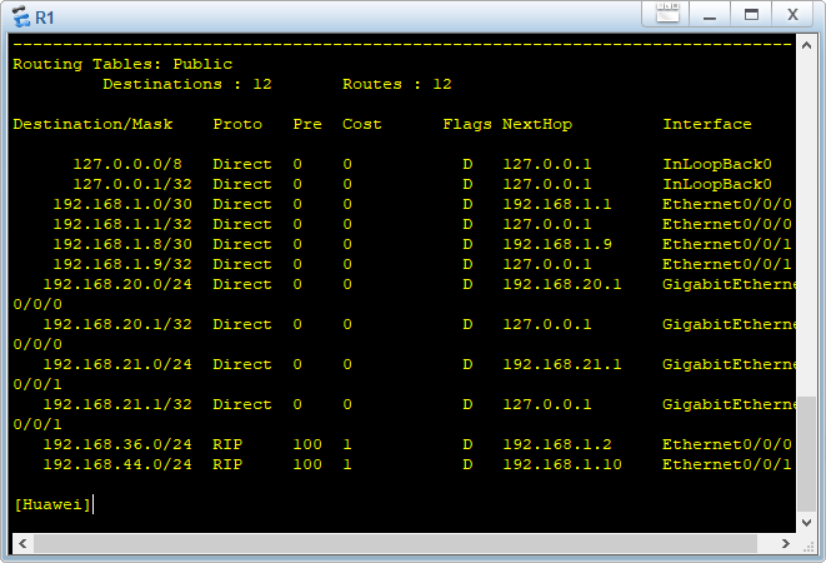 R1
--------------------------------------------------------------------------------
Routing Tables: Public
         Destinations : 12       Routes : 12
Destination/Mask    Proto   Pre  Cost      Flags NextHop         Interface
      127.0.0.0/8   Direct  0    0           D   127.0.0.1       InLoopBack0
      127.0.0.1/32  Direct  0    0           D   127.0.0.1       InLoopBack0
    192.168.1.0/30  Direct  0    0           D   192.168.1.1     Ethernet0/0/0
    192.168.1.1/32  Direct  0    0           D   127.0.0.1       Ethernet0/0/0
    192.168.1.8/30  Direct  0    0           D   192.168.1.9     Ethernet0/0/1
    192.168.1.9/32  Direct  0    0           D   127.0.0.1       Ethernet0/0/1
   192.168.20.0/24  Direct  0    0           D   192.168.20.1    GigabitEtherne
0/0/0
   192.168.20.1/32  Direct  0    0           D   127.0.0.1       GigabitEtherne
0/0/0
   192.168.21.0/24  Direct  0    0           D   192.168.21.1    GigabitEtherne
0/0/1
   192.168.21.1/32  Direct  0    0           D   127.0.0.1       GigabitEtherne
0/0/1
   192.168.36.0/24  RIP     100  1           D   192.168.1.2     Ethernet0/0/0
   192.168.44.0/24  RIP     100  1           D   192.168.1.10    Ethernet0/0/1
[Huawei]